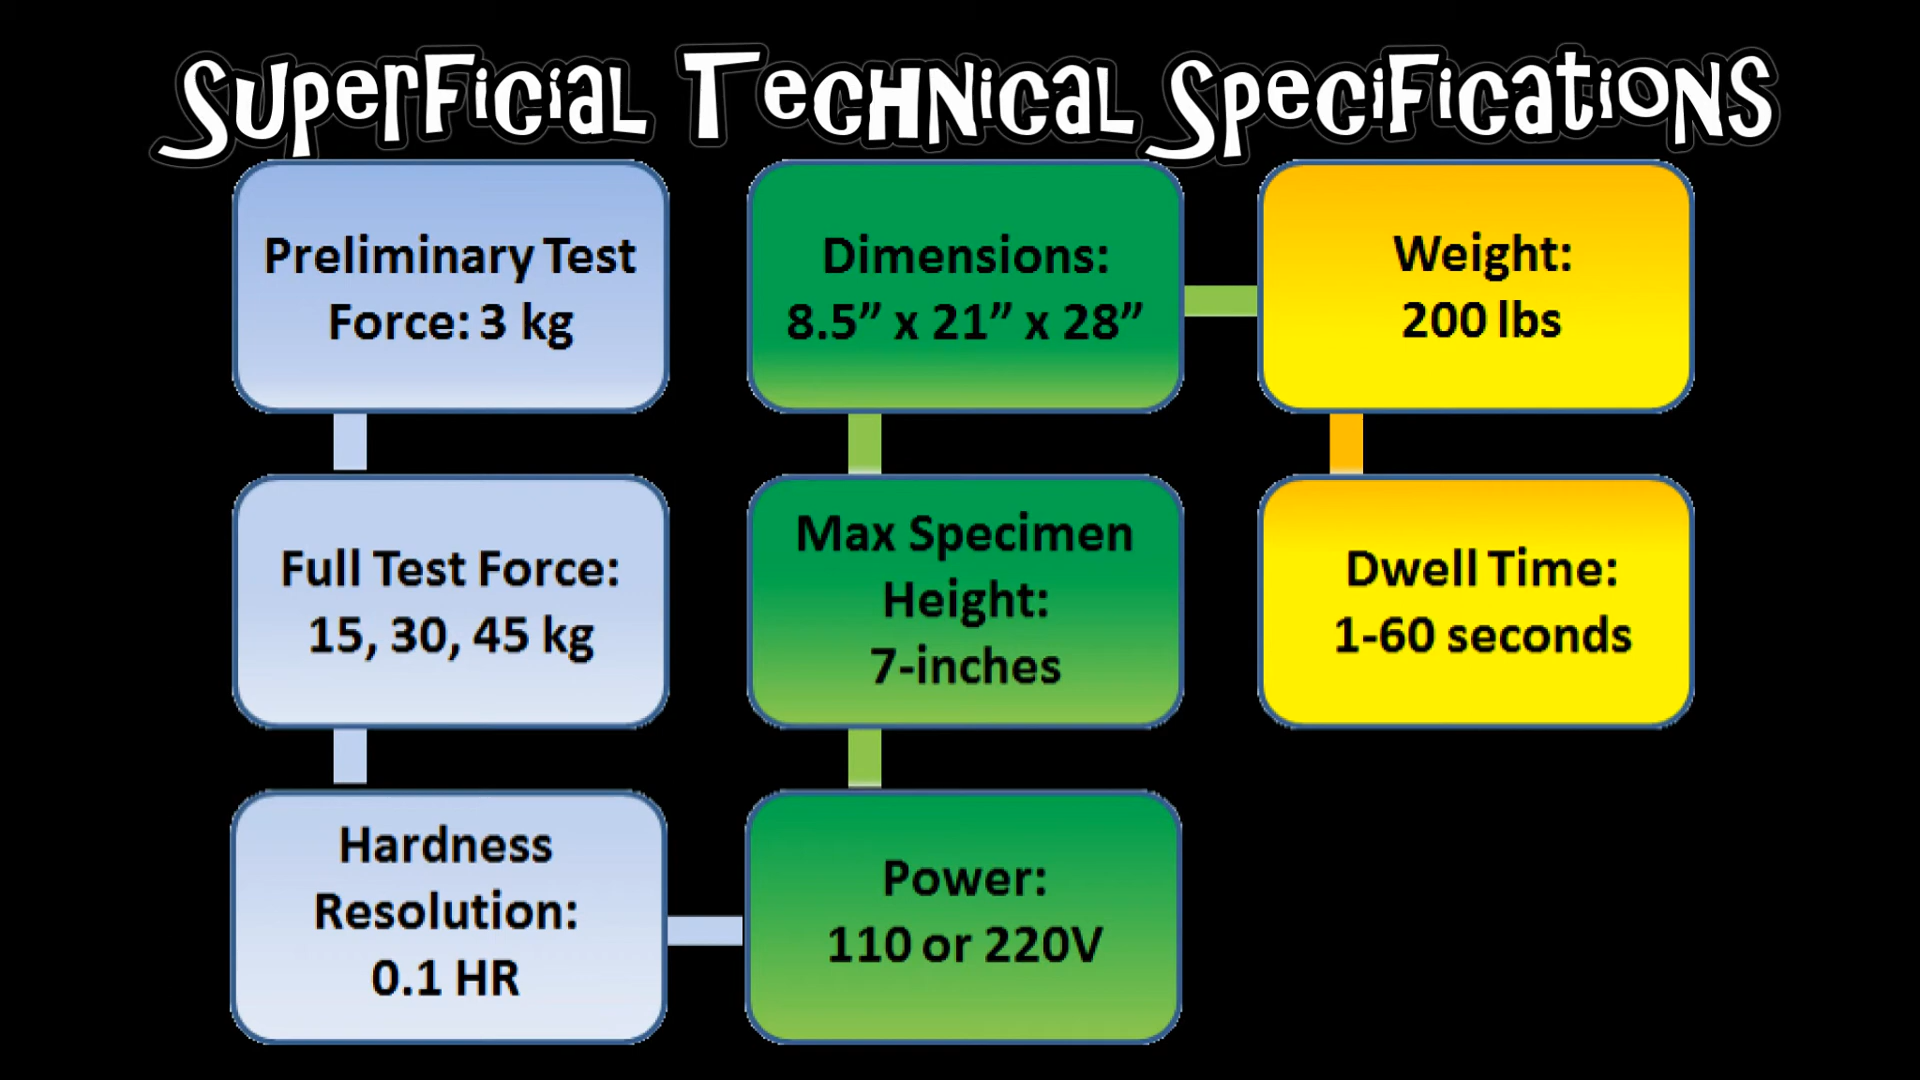 Superficial Technical Specifications
Preliminary Test
Force: 3 kg
Full Test Force:
15, 30, 45 kg
Hardness
Resolution:
0.1 HR
Power:
110 or 220V
Max Specimen
Height:
7-inches
Dimensions:
8.5” x 21” x 28”
Weight:
200 lbs
Dwell Time:
1-60 seconds